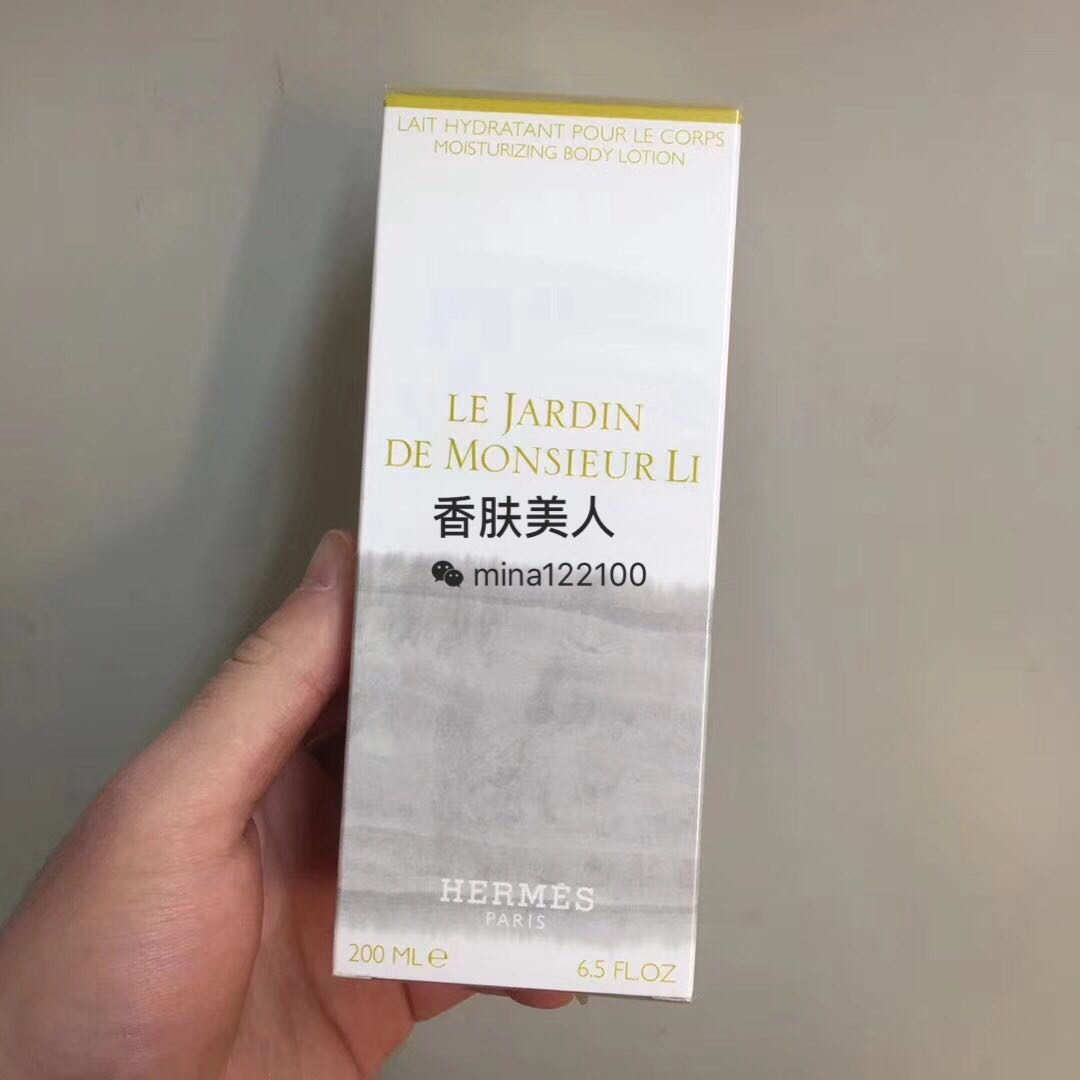 LAIT HYDRATANT POUR LE CORPS
MOISTURIZING BODY LOTION
LE JARDIN
DE MONSIEUR LI
香肤美人
mina122100
HERMÈS
PARIS
200 ML ℮
6.5 FL.OZ